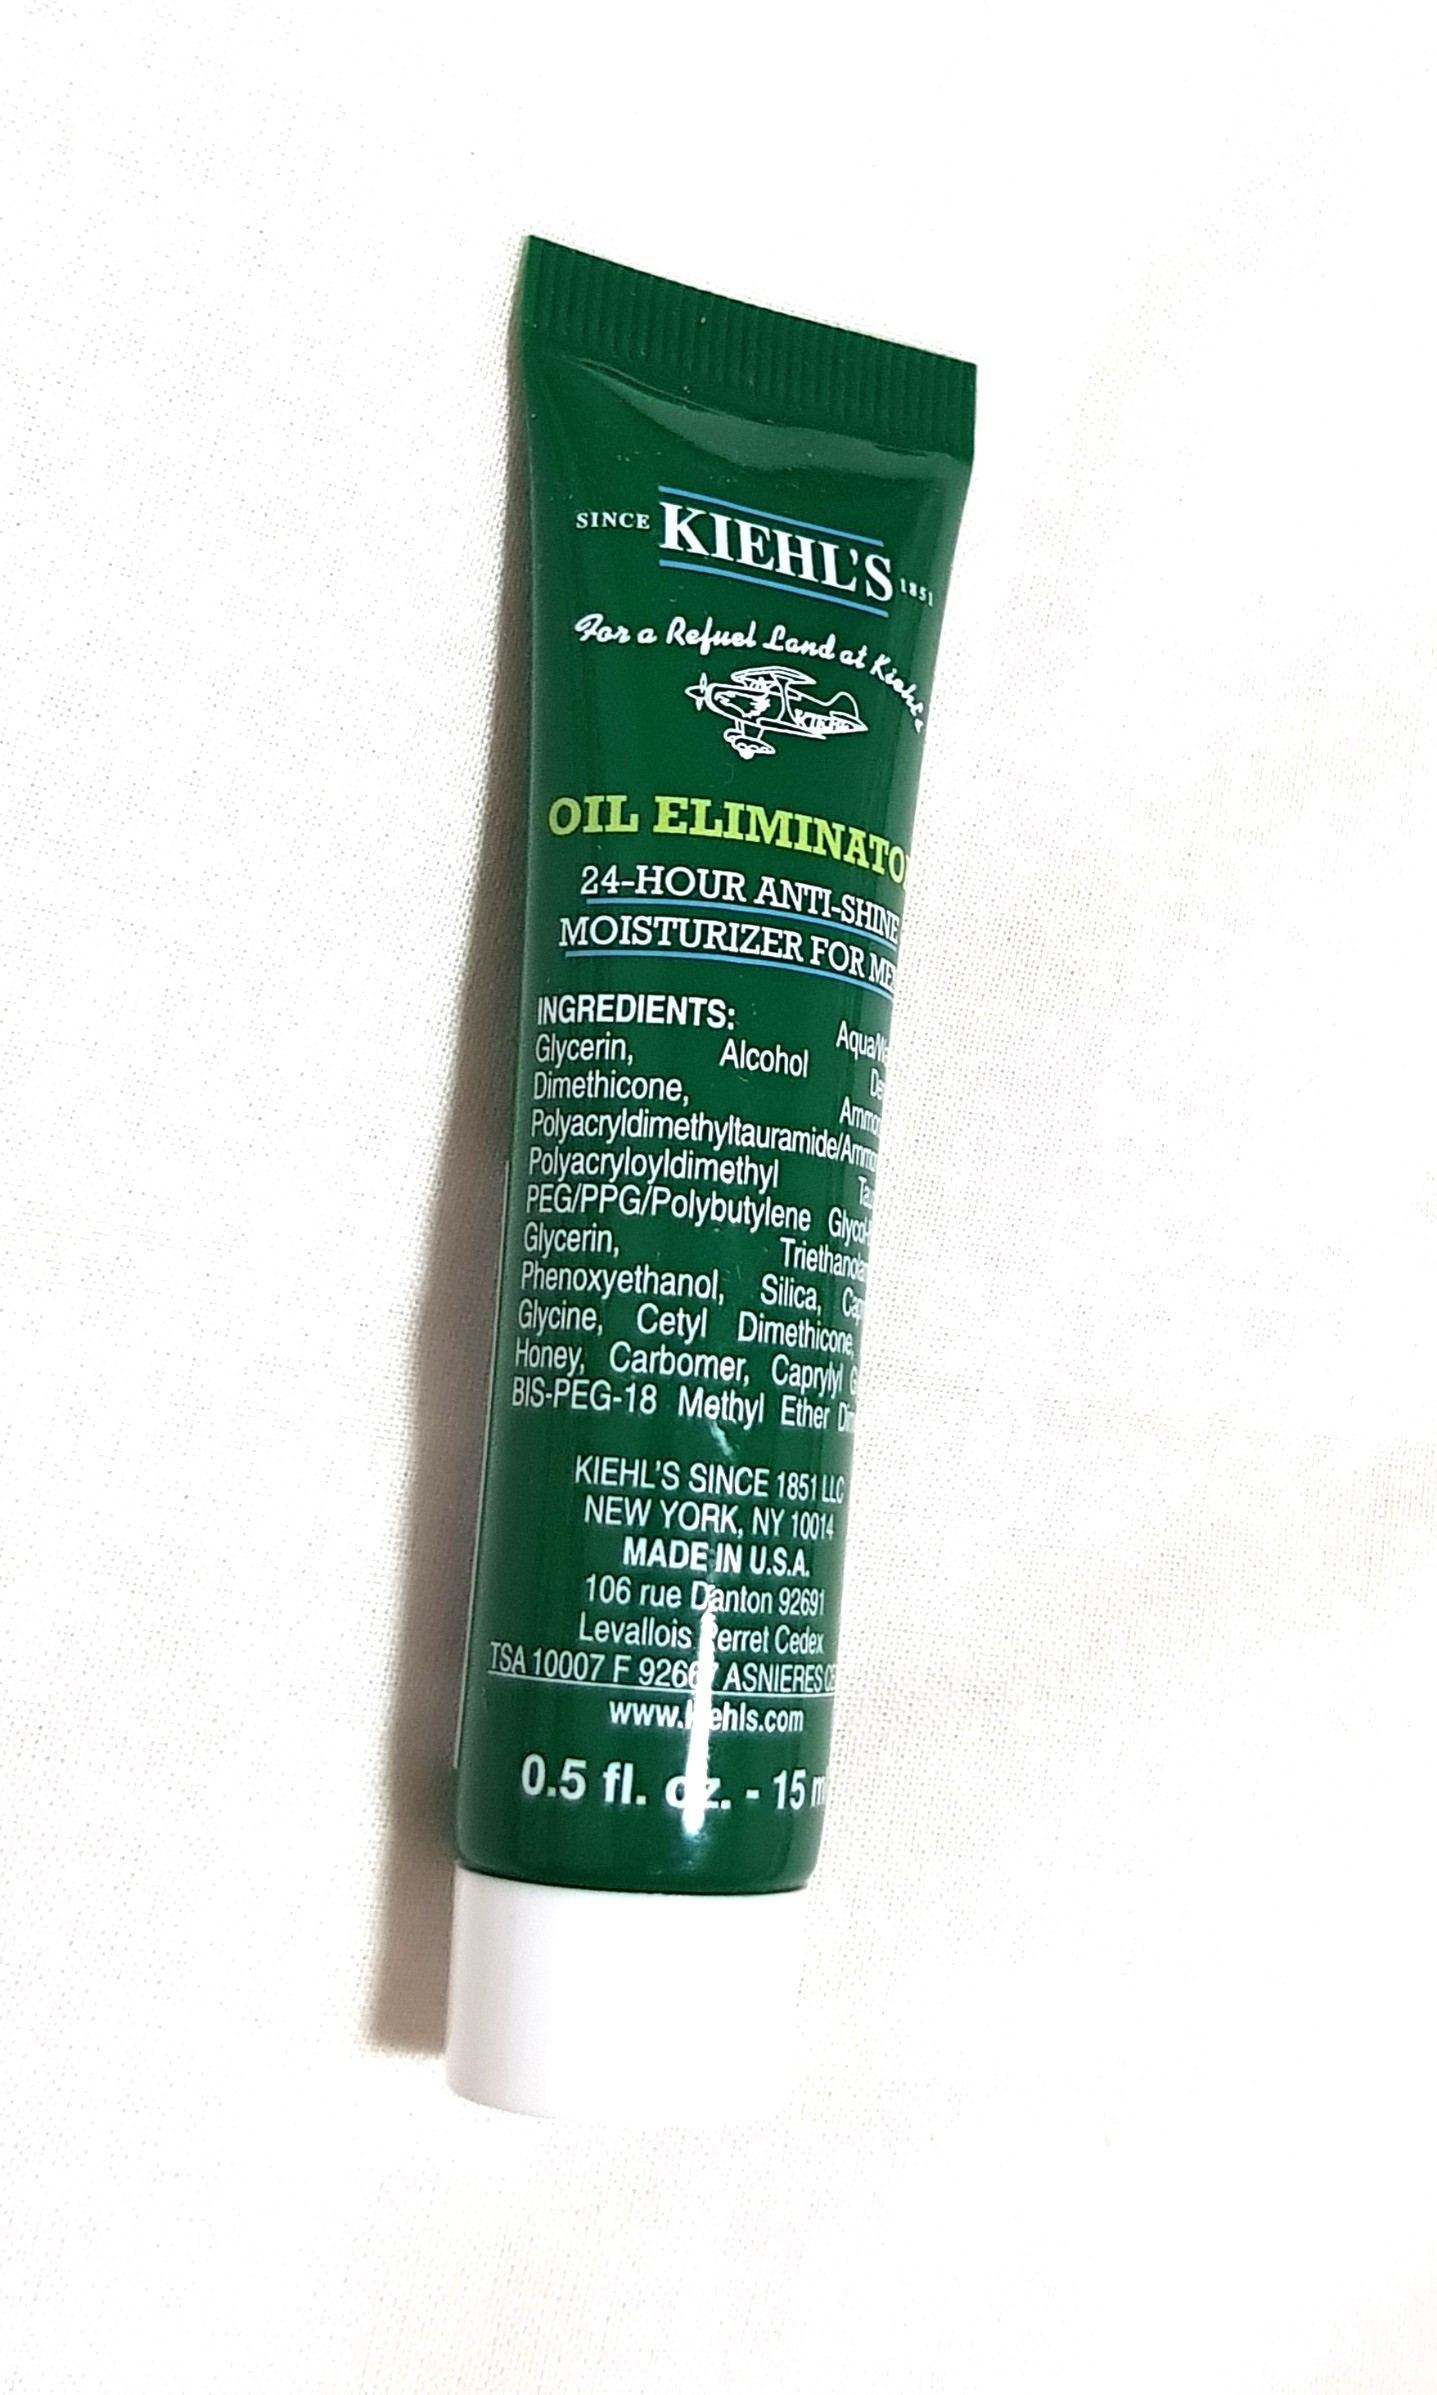 SINCE KIEHL'S 1851
For a Refuel Land at Kiehl's
KIEHL'S
OIL ELIMINATO
24-HOUR ANTI-SHINE
MOISTURIZER FOR ME
INGREDIENTS:
Glycerin, Alcohol
Dimethicone,
Polyacryldimethyltauramide/Ammo
Polyacryloyldimethyl
PEG/PPG/Polybutylene Glycol-
Glycerin,
Phenoxyethanol, Silica,
Glycine, Cetyl Dimethicone,
Honey, Carbomer, Caprylyl
BIS-PEG-18 Methyl Ether
KIEHL'S SINCE 1851 LLC
NEW YORK, NY 10014
MADE IN U.S.A.
106 rue Danton 92691
Levallois Perret Cedex
TSA 10007 F 92667 ASNIERES
www.kiehls.com
0.5 fl. oz. - 15 m